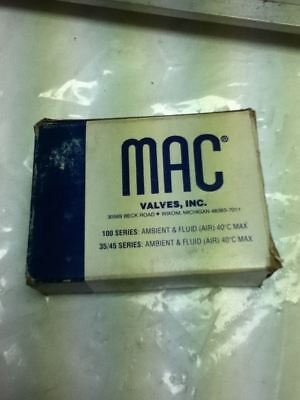 MAC®
VALVES, INC.
30569 BECK ROAD • WIXOM, MICHIGAN 48393-7011
100 SERIES: AMBIENT & FLUID (AIR) 40°C MAX
35/45 SERIES: AMBIENT & FLUID (AIR) 40°C MAX